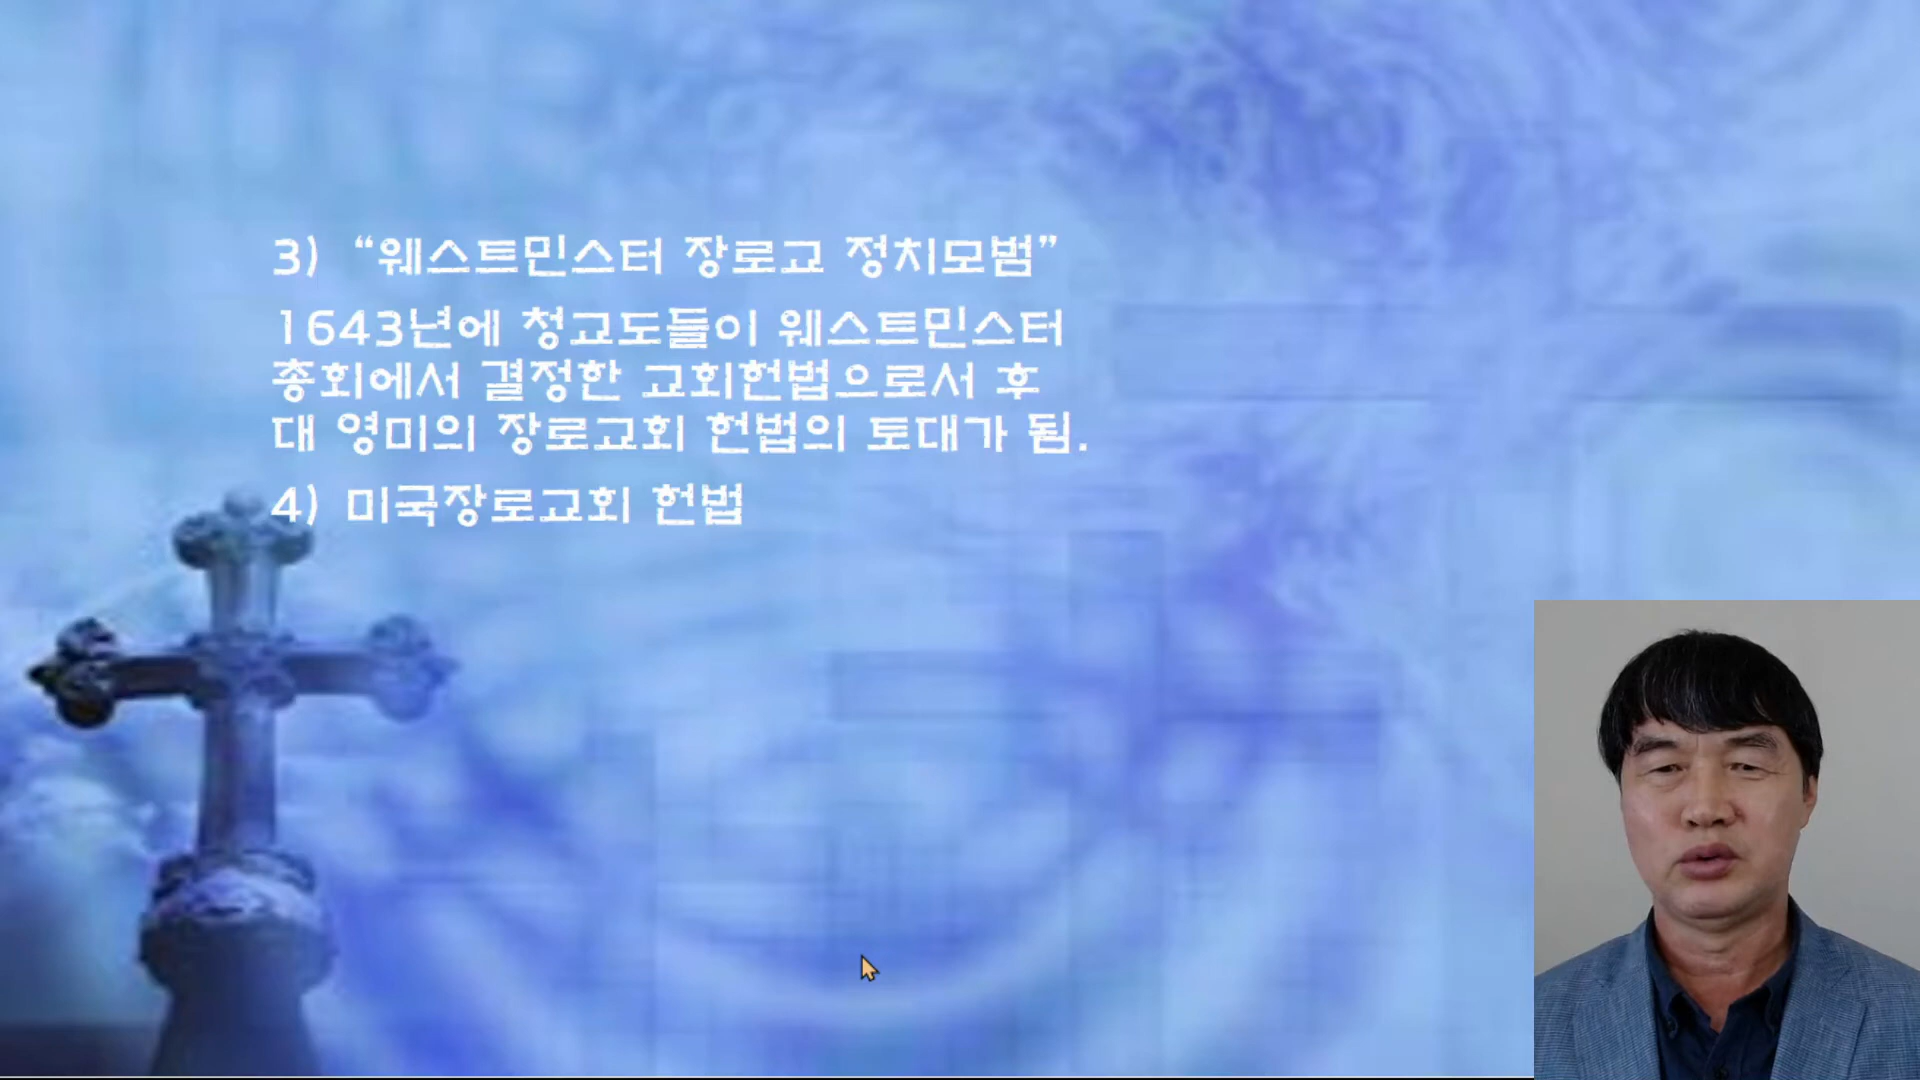 3) “웨스트민스터 장로교 정치모범”
1643년에 청교도들이 웨스트민스터
총회에서 결정한 교회헌법으로서 후
대 영미의 장로교회 헌법의 토대가 됨.
4) 미국장로교회 헌법